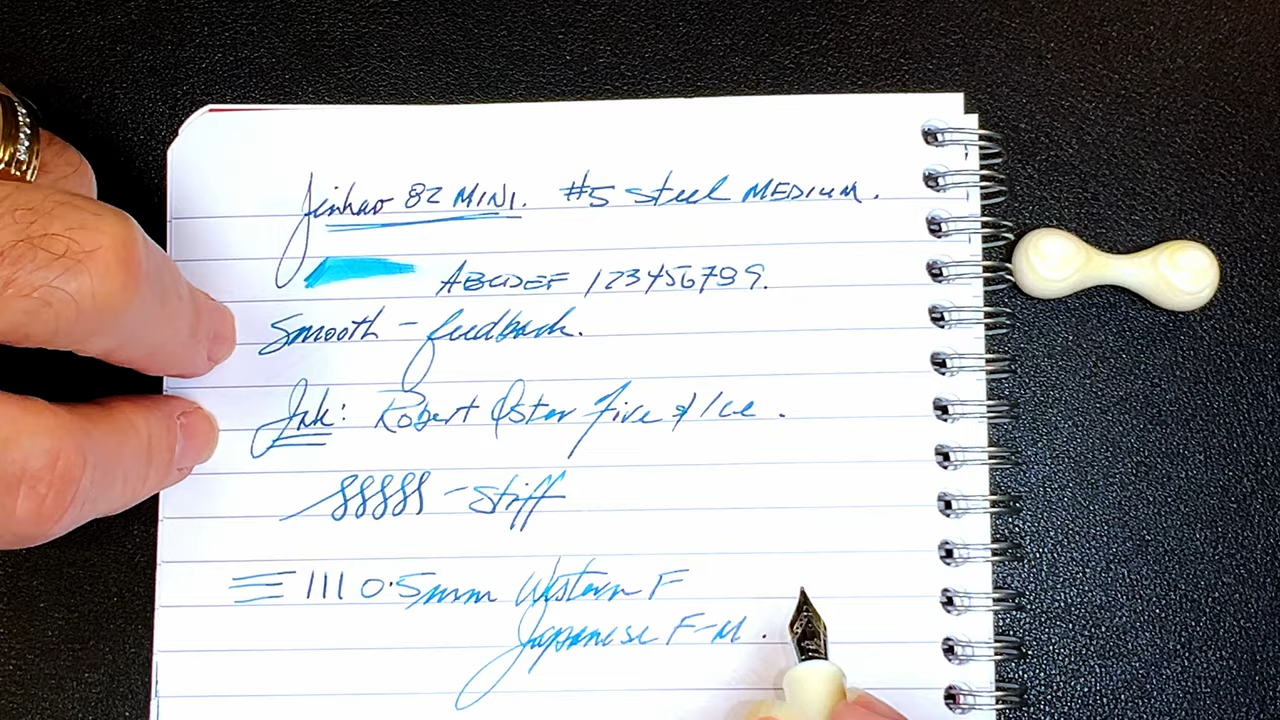 Jinhao 82 MINI. #5 Steel MEDIUM.
ABCDEF 123456789.
Smooth - feedback.
Ink: Robert Oster Fire & Ice.
- stiff
0.5mm Western F
Japanese F-M.